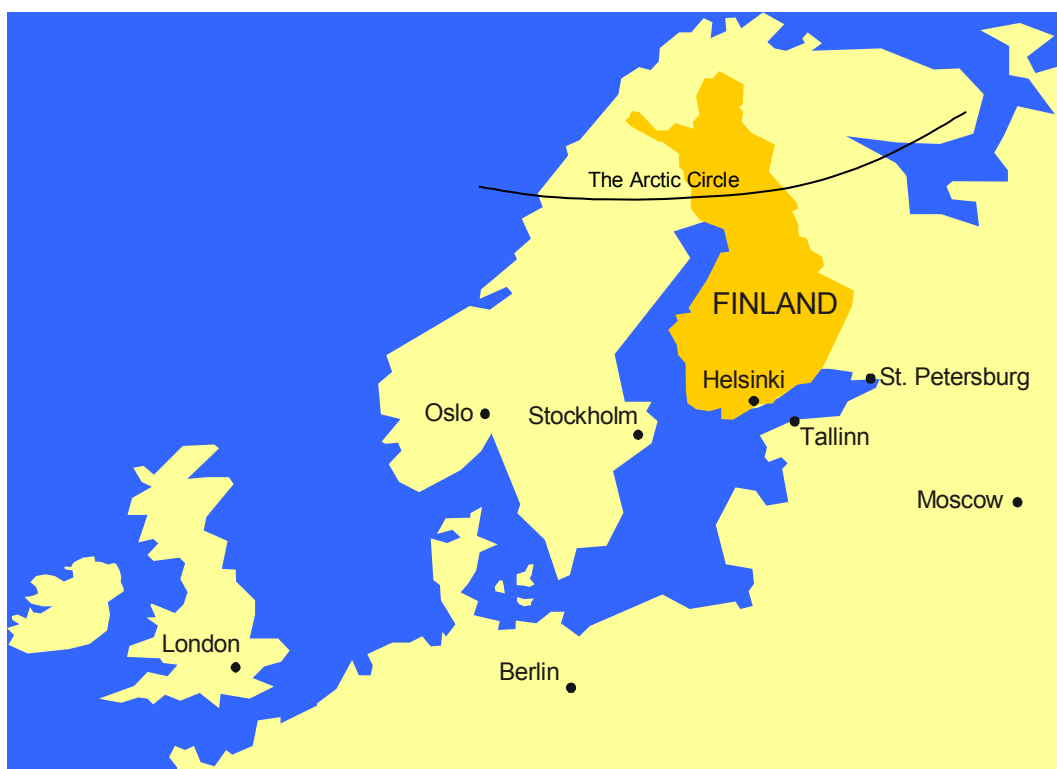 The Arctic Circle
FINLAND
Helsinki
St. Petersburg
Oslo
Stockholm
Tallinn
Moscow
London
Berlin